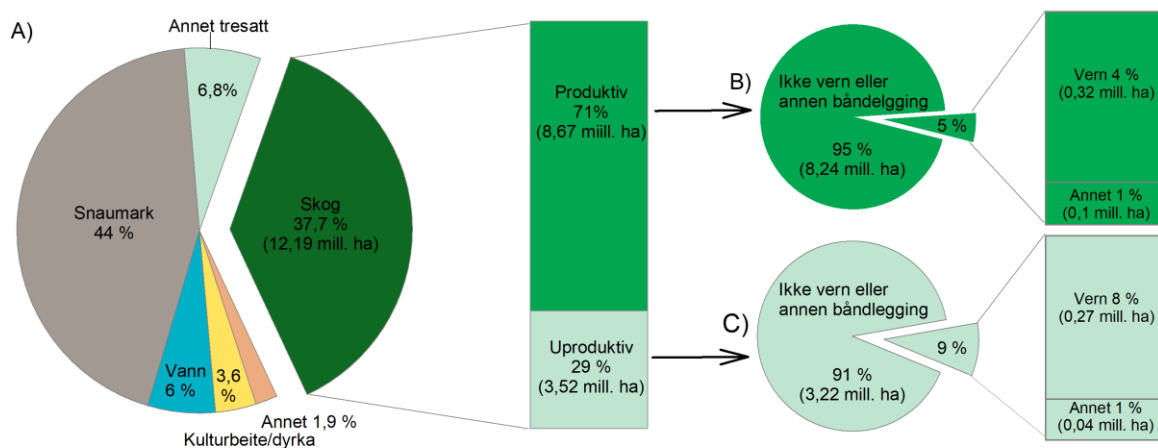 A)
Annet tresatt
6,8%
Snaumark
44 %
Skog
37,7 %
(12,19 mill. ha)
Vann
6 %
3,6
%
Annet 1,9 %
Kulturbeite/dyrka
Produktiv
71%
(8,67 miill. ha)
Uproduktiv
29 %
(3,52 mill. ha)
B)
Ikke vern eller
annen båndelgging
95 %
(8,24 mill. ha)
5 %
Vern 4 %
(0,32 mill. ha)
Annet 1 %
(0,1 mill. ha)
C)
Ikke vern eller
annen båndlegging
91 %
(3,22 mill. ha)
9 %
Vern 8 %
(0,27 mill. ha)
Annet 1 %
(0,04 mill. ha)